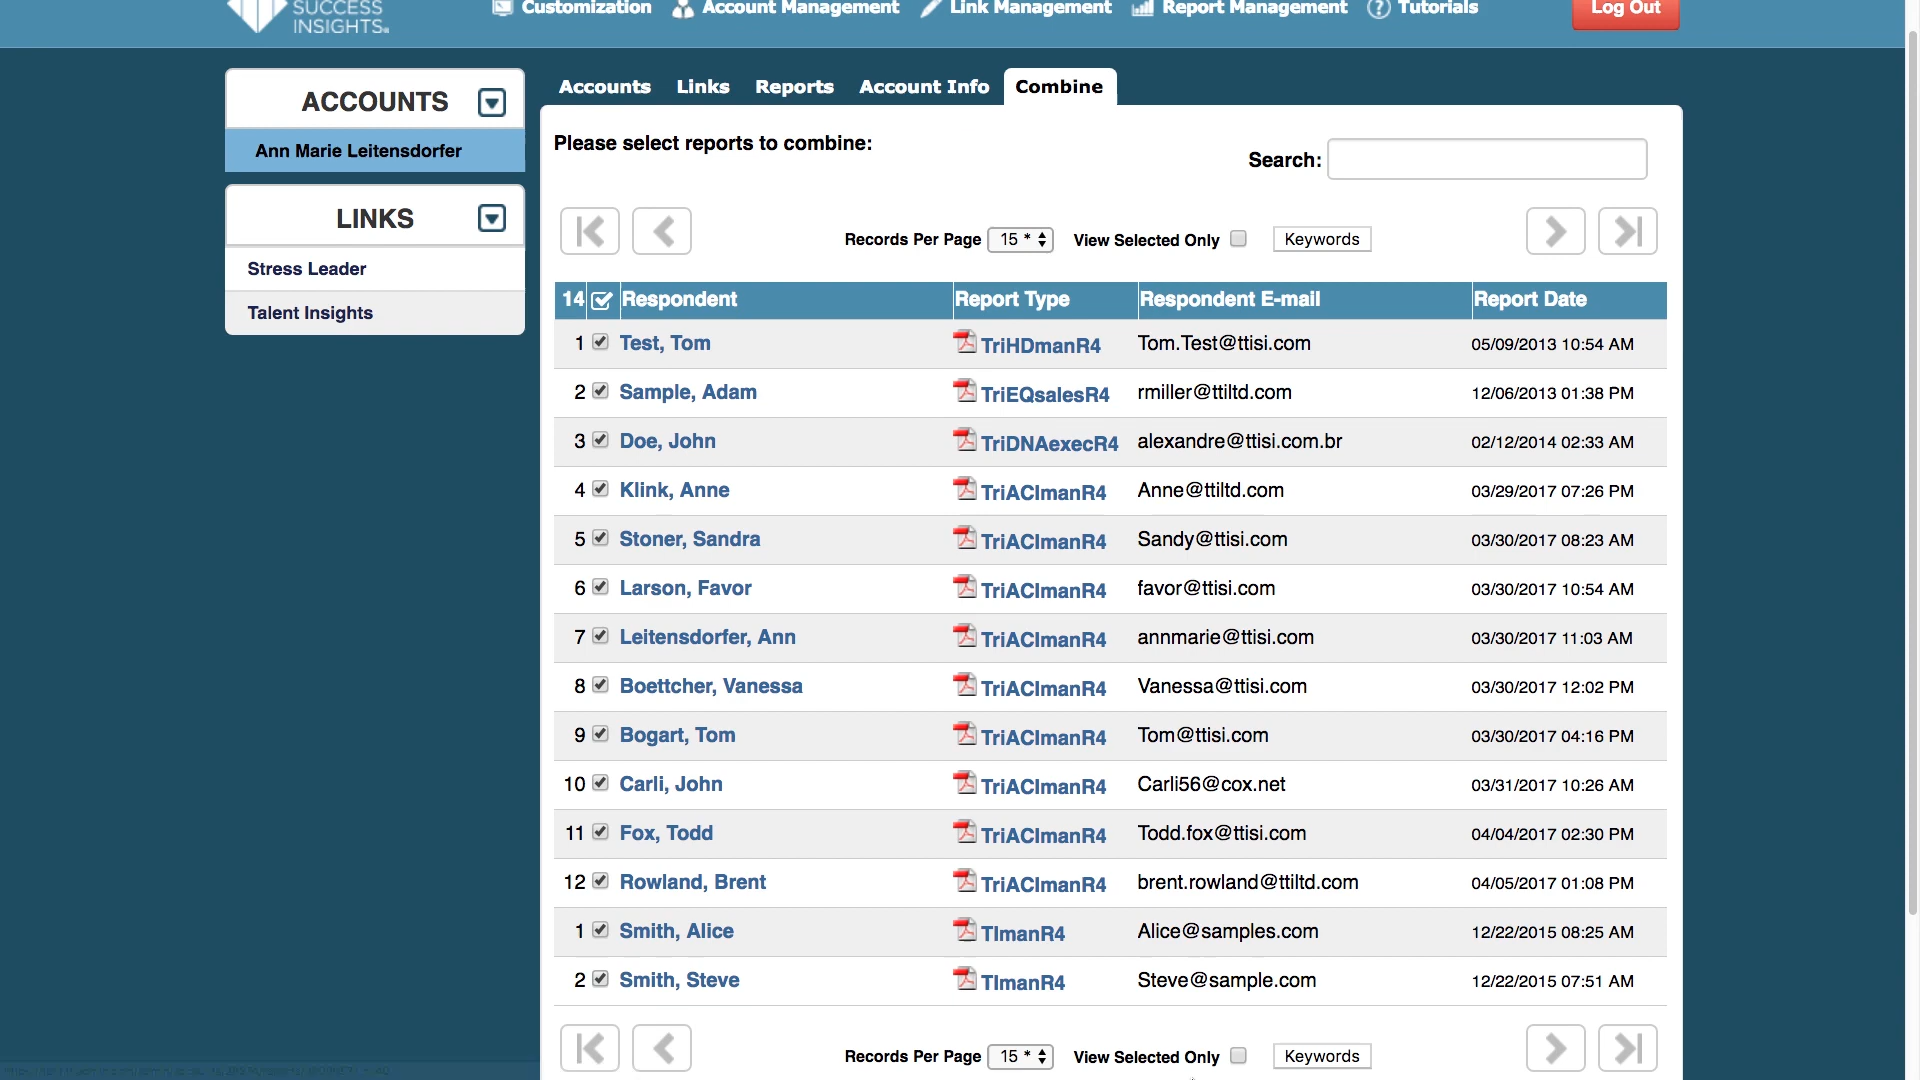 SUCCESS
INSIGHTS
Customization Account Management Link Management Report Management Tutorials Log Out
ACCOUNTS
Ann Marie Leitensdorfer
LINKS
Stress Leader
Talent Insights
Accounts Links Reports Account Info Combine
Please select reports to combine:
Search:
Records Per Page 15 * View Selected Only Keywords
14 Respondent Report Type Respondent E-mail Report Date
1 Test, Tom TriHDmanR4 Tom.Test@ttisi.com 05/09/2013 10:54 AM
2 Sample, Adam TriEQsalesR4 rmiller@ttiltd.com 12/06/2013 01:38 PM
3 Doe, John TriDNAexecR4 alexandre@ttisi.com.br 02/12/2014 02:33 AM
4 Klink, Anne TriACImanR4 Anne@ttiltd.com 03/29/2017 07:26 PM
5 Stoner, Sandra TriACImanR4 Sandy@ttisi.com 03/30/2017 08:23 AM
6 Larson, Favor TriACImanR4 favor@ttisi.com 03/30/2017 10:54 AM
7 Leitensdorfer, Ann TriACImanR4 annmarie@ttisi.com 03/30/2017 11:03 AM
8 Boettcher, Vanessa TriACImanR4 Vanessa@ttisi.com 03/30/2017 12:02 PM
9 Bogart, Tom TriACImanR4 Tom@ttisi.com 03/30/2017 04:16 PM
10 Carli, John TriACImanR4 Carli56@cox.net 03/31/2017 10:26 AM
11 Fox, Todd TriACImanR4 Todd.fox@ttisi.com 04/04/2017 02:30 PM
12 Rowland, Brent TriACImanR4 brent.rowland@ttiltd.com 04/05/2017 01:08 PM
1 Smith, Alice TImanR4 Alice@samples.com 12/22/2015 08:25 AM
2 Smith, Steve TImanR4 Steve@sample.com 12/22/2015 07:51 AM
Records Per Page 15 * View Selected Only Keywords